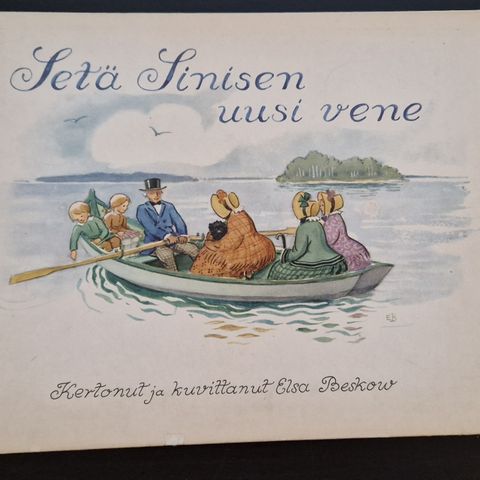 Setä Sinisen
uusi vene
EB
Kertonut ja kuvittanut Elsa Beskow